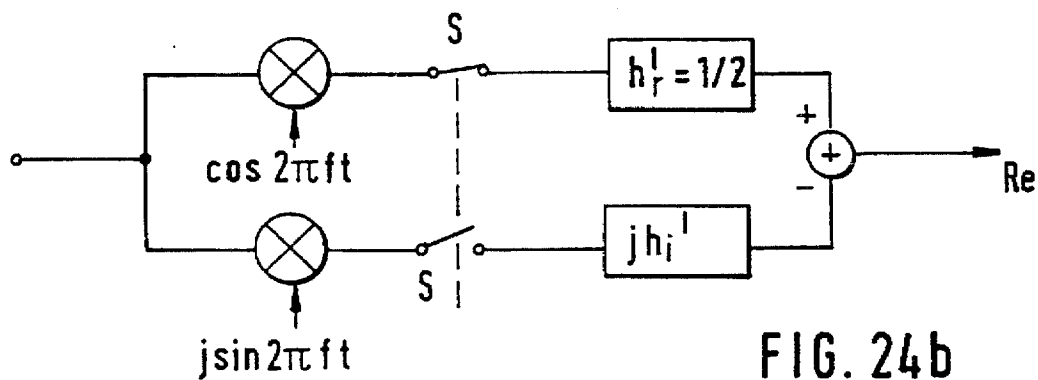 S
h'r = 1/2
+
cos 2πft
+
−
Re
jhi'
S
jsin2πft
FIG. 24b